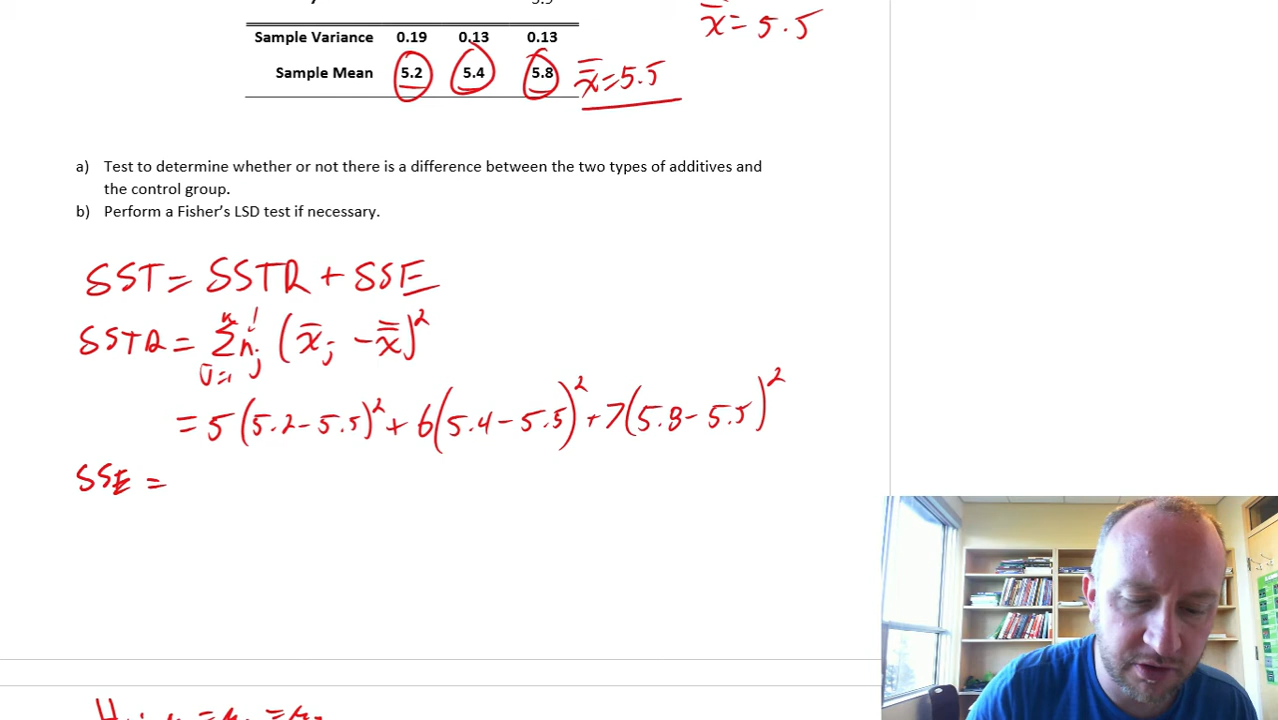 x̿ = 5.5
Sample Variance 0.19 0.13 0.13
Sample Mean 5.2 5.4 5.8 x̿=5.5
a) Test to determine whether or not there is a difference between the two types of additives and
the control group.
b) Perform a Fisher's LSD test if necessary.
SST = SSTR + SSE
SSTR = Σ nj (x̄j - x̿)²
= 5(5.2 - 5.5)² + 6(5.4 - 5.5)² + 7(5.8 - 5.5)²
SSE =